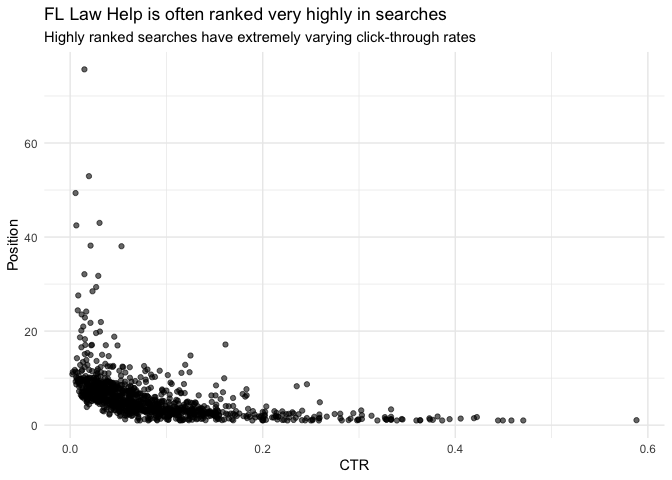 FL Law Help is often ranked very highly in searches
Highly ranked searches have extremely varying click-through rates
60
40
20
0
Position
0.0 0.2 0.4 0.6
CTR